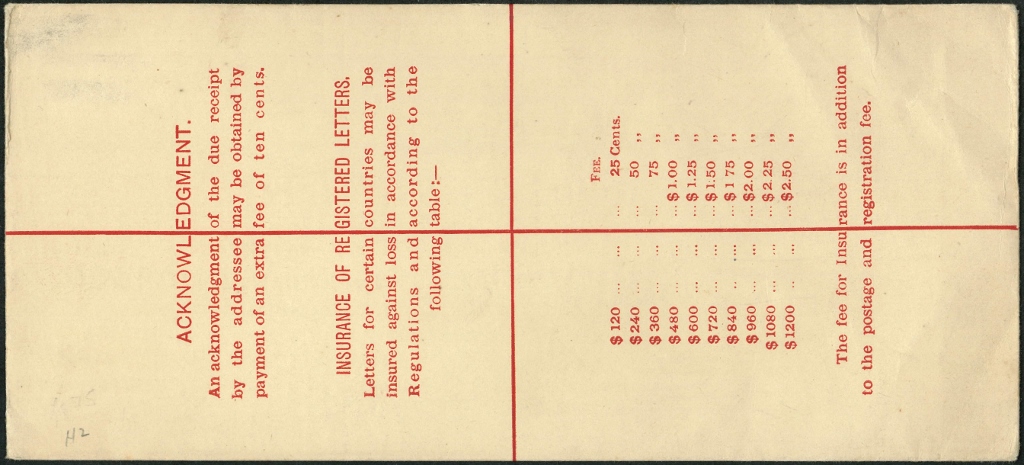 ACKNOWLEDGMENT.
An acknowledgment of the due receipt
by the addressee may be obtained by
payment of an extra fee of ten cents.
INSURANCE OF REGISTERED LETTERS.
Letters for certain countries may be
insured against loss in accordance with
Regulations and according to the
following table:—
FEE.
$120 ... ... ... 25 Cents.
$240 ... ... ... 50 ,,
$360 ... ... ... 75 ,,
$480 ... .... ... $1.00 ,,
$600 ... ... ... $1.25 ,,
$720 ... ... ... $1.50 ,,
$840 .. .... ... $1 75 ,,
$960 ... ... ... $2.00 ,,
$1080 .. ... ... $2.25 ,,
$1200 .. ... ... $2.50 ,,
The fee for Insurance is in addition
to the postage and registration fee.
H2